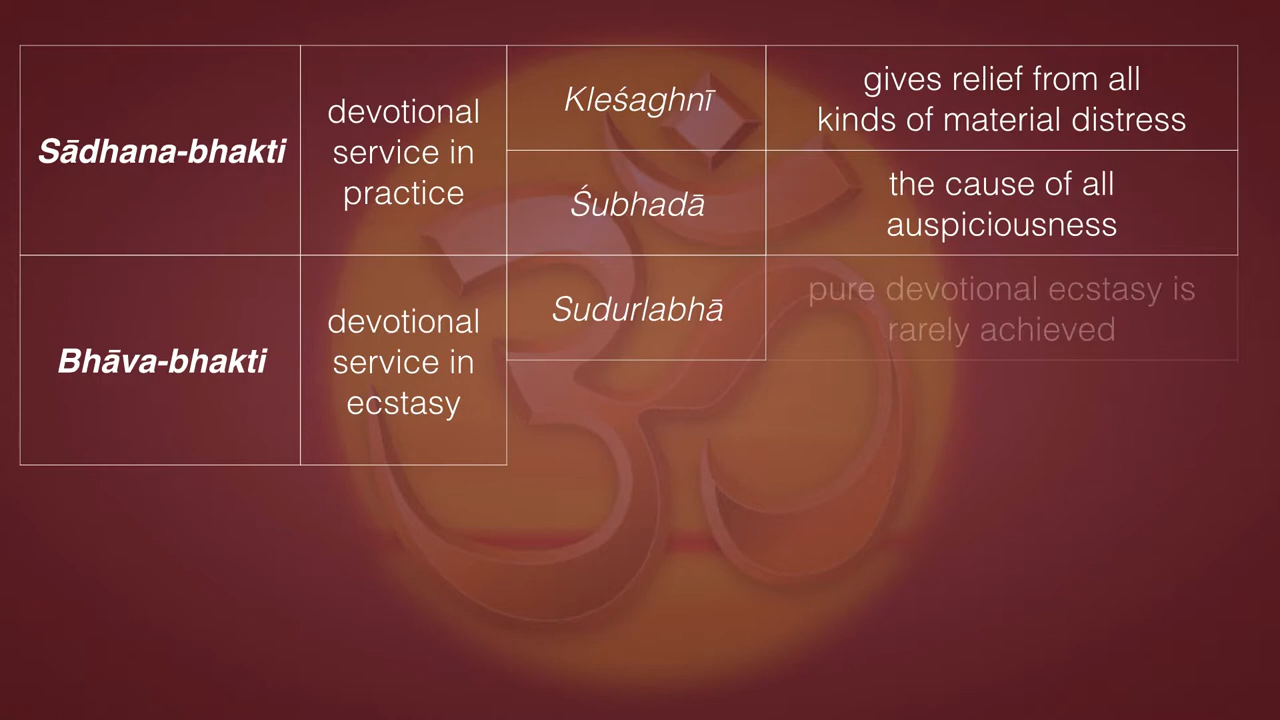 Sādhana-bhakti
devotional
service in
practice
Kleśaghnī
gives relief from all
kinds of material distress
Śubhadā
the cause of all
auspiciousness
Bhāva-bhakti
devotional
service in
ecstasy
Sudurlabhā
pure devotional ecstasy is
rarely achieved